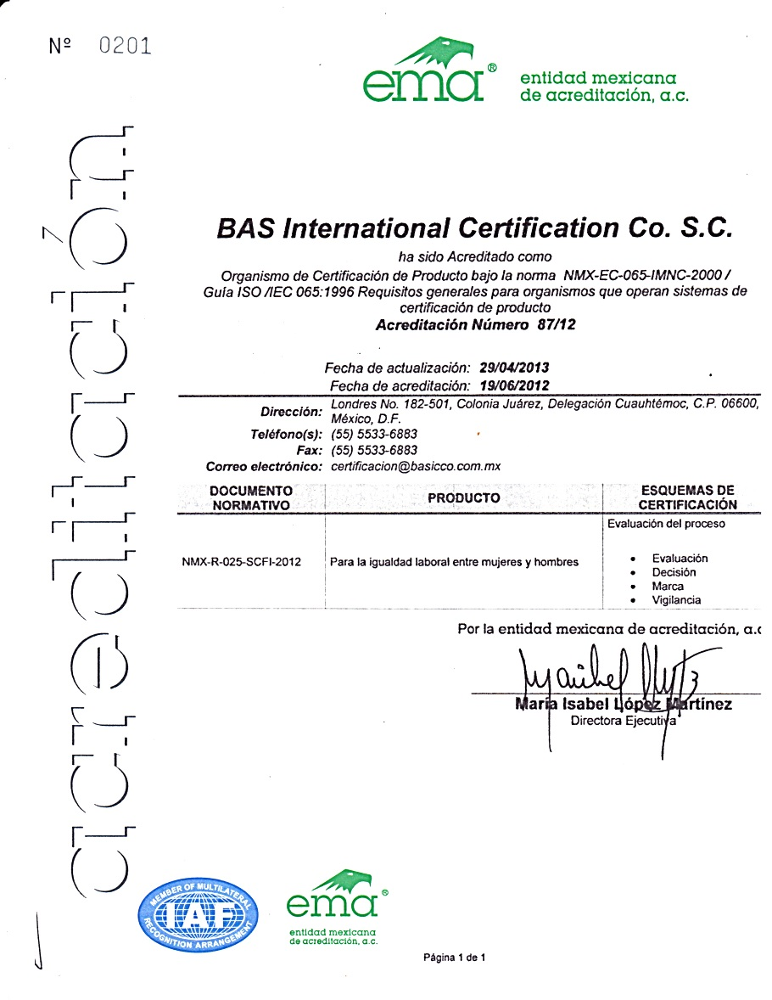 Nº 0201
ema®
entidad mexicana
de acreditación, a.c.
acreditación
BAS International Certification Co. S.C.
ha sido Acreditado como
Organismo de Certificación de Producto bajo la norma NMX-EC-065-IMNC-2000 /
Guía ISO /IEC 065:1996 Requisitos generales para organismos que operan sistemas de
certificación de producto
Acreditación Número 87/12
Fecha de actualización: 29/04/2013
Fecha de acreditación: 19/06/2012
Dirección: Londres No. 182-501, Colonia Juárez, Delegación Cuauhtémoc, C.P. 06600,
México, D.F.
Teléfono(s): (55) 5533-6883
Fax: (55) 5533-6883
Correo electrónico: certificacion@basicco.com.mx
DOCUMENTO
NORMATIVO
PRODUCTO
ESQUEMAS DE
CERTIFICACIÓN
NMX-R-025-SCFI-2012
Para la igualdad laboral entre mujeres y hombres
Evaluación del proceso
• Evaluación
• Decisión
• Marca
• Vigilancia
Por la entidad mexicana de acreditación, a.c
María Isabel López Martínez
Directora Ejecutiva
MEMBER OF MULTILATERAL
IAF
RECOGNITION ARRANGEMENT
ema®
entidad mexicana
de acreditación, a.c.
Página 1 de 1